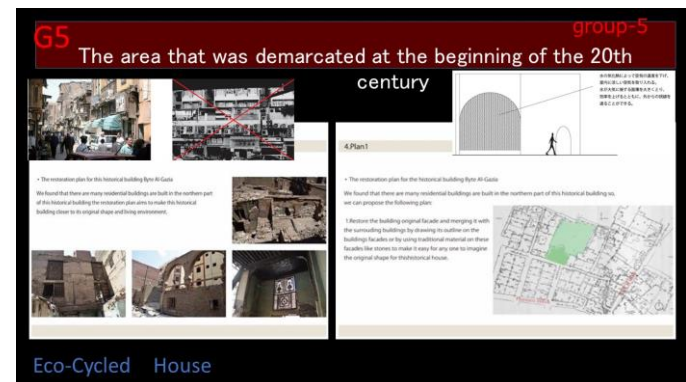 G5
group-5
The area that was demarcated at the beginning of the 20th
century
• The restoration plan for this historical building Byre Al-Gazia
We found that there are many residential buildings are built in the northern part
of this historical building the restoration plan aims to make this historical
building closer to its original shape and living environment.
4.Plan1
• The restoration plan for the historical building Byre Al-Gazia
We found that there are many residential buildings are built in the northern part of this historical building so,
we can propose the following plan:
1 Restore the building original facade and merging it with
the surrouding buildings by drawing its outline on the
buildings facades or by using traditional material on these
facades like stones to make it easy for any one to imagine
the original shape for thishistorical house.
Eco-Cycled House